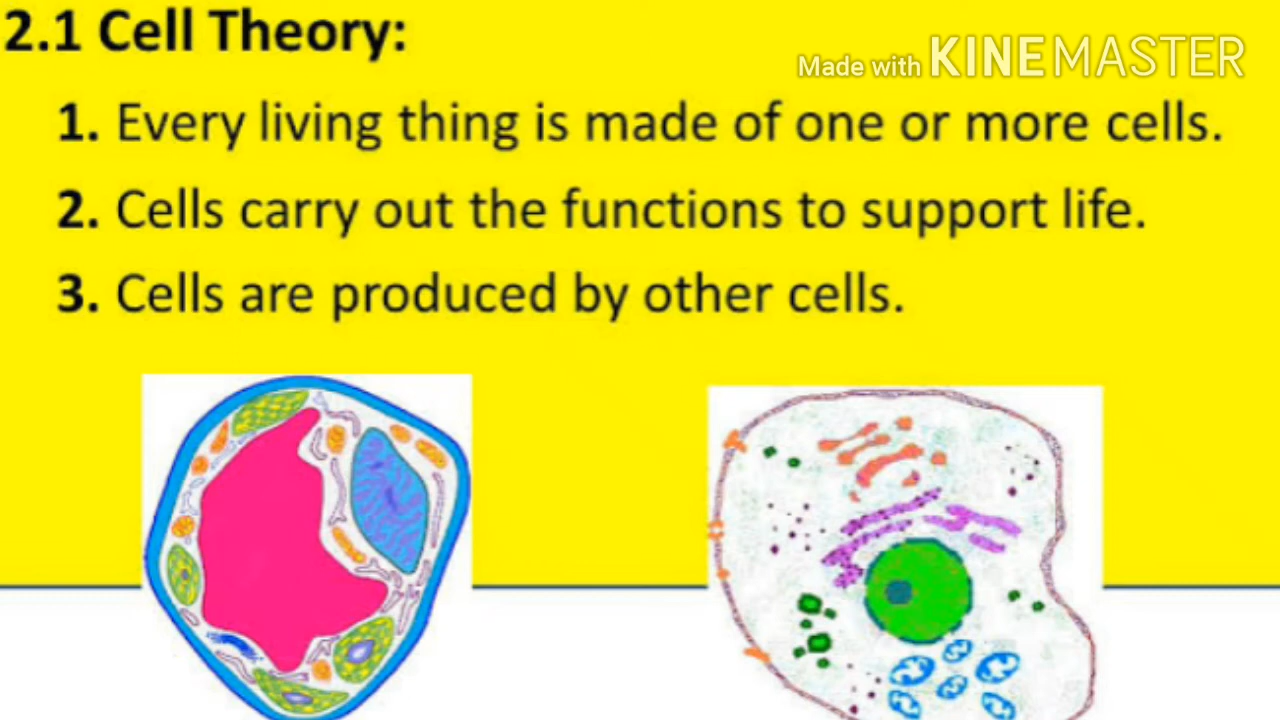 2.1 Cell Theory:
Made with KINEMASTER
1. Every living thing is made of one or more cells.
2. Cells carry out the functions to support life.
3. Cells are produced by other cells.